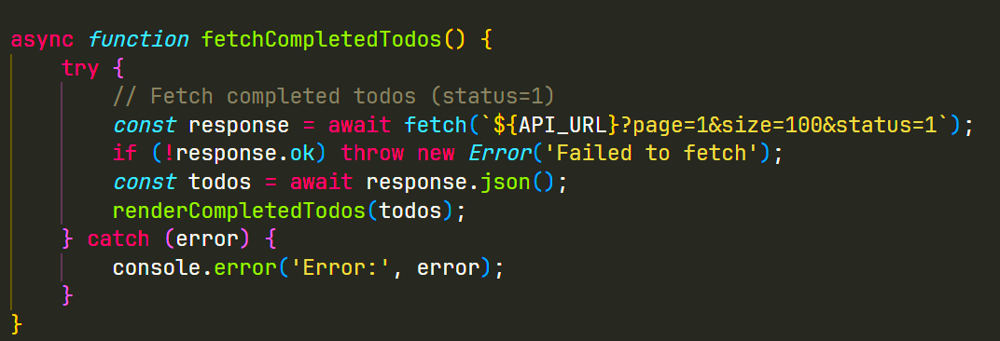 async function fetchCompletedTodos() {
    try {
        // Fetch completed todos (status=1)
        const response = await fetch(`${API_URL}?page=1&size=100&status=1`);
        if (!response.ok) throw new Error('Failed to fetch');
        const todos = await response.json();
        renderCompletedTodos(todos);
    } catch (error) {
        console.error('Error:', error);
    }
}